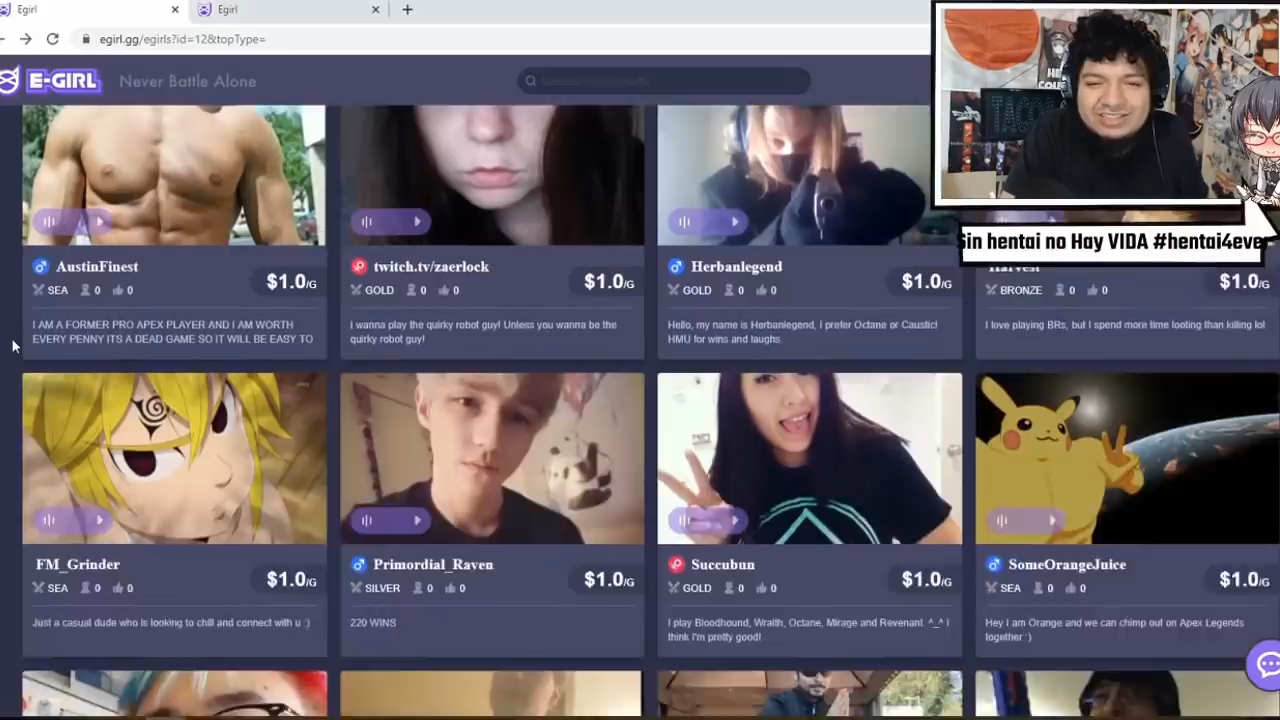 Egirl
Egirl
egirl.gg/egirls?id=12&topType=
E-GIRL Never Battle Alone
TACOS
Sin hentai no Hay VIDA #hentai4ever
AustinFinest
$1.0/G
SEA 0 0
I AM A FORMER PRO APEX PLAYER AND I AM WORTH
EVERY PENNY ITS A DEAD GAME SO IT WILL BE EASY TO
twitch.tv/zaerlock
$1.0/G
GOLD 0 0
I wanna play the quirky robot guy! Unless you wanna be the
quirky robot guy!
Herbanlegend
$1.0/G
GOLD 0 0
Hello, my name is Herbanlegend, I prefer Octane or Caustic!
HMU for wins and laughs.
Harvest
$1.0/G
BRONZE 0 0
I love playing BRs, but I spend more time looting than killing lol
FM_Grinder
$1.0/G
SEA 0 0
Just a casual dude who is looking to chill and connect with u :)
Primordial_Raven
$1.0/G
SILVER 0 0
220 WINS
Succubun
$1.0/G
GOLD 0 0
I play Bloodhound, Wraith, Octane, Mirage and Revenant ^_^ I
think I'm pretty good!
SomeOrangeJuice
$1.0/G
SEA 0 0
Hey I am Orange and we can chimp out on Apex Legends
together :)